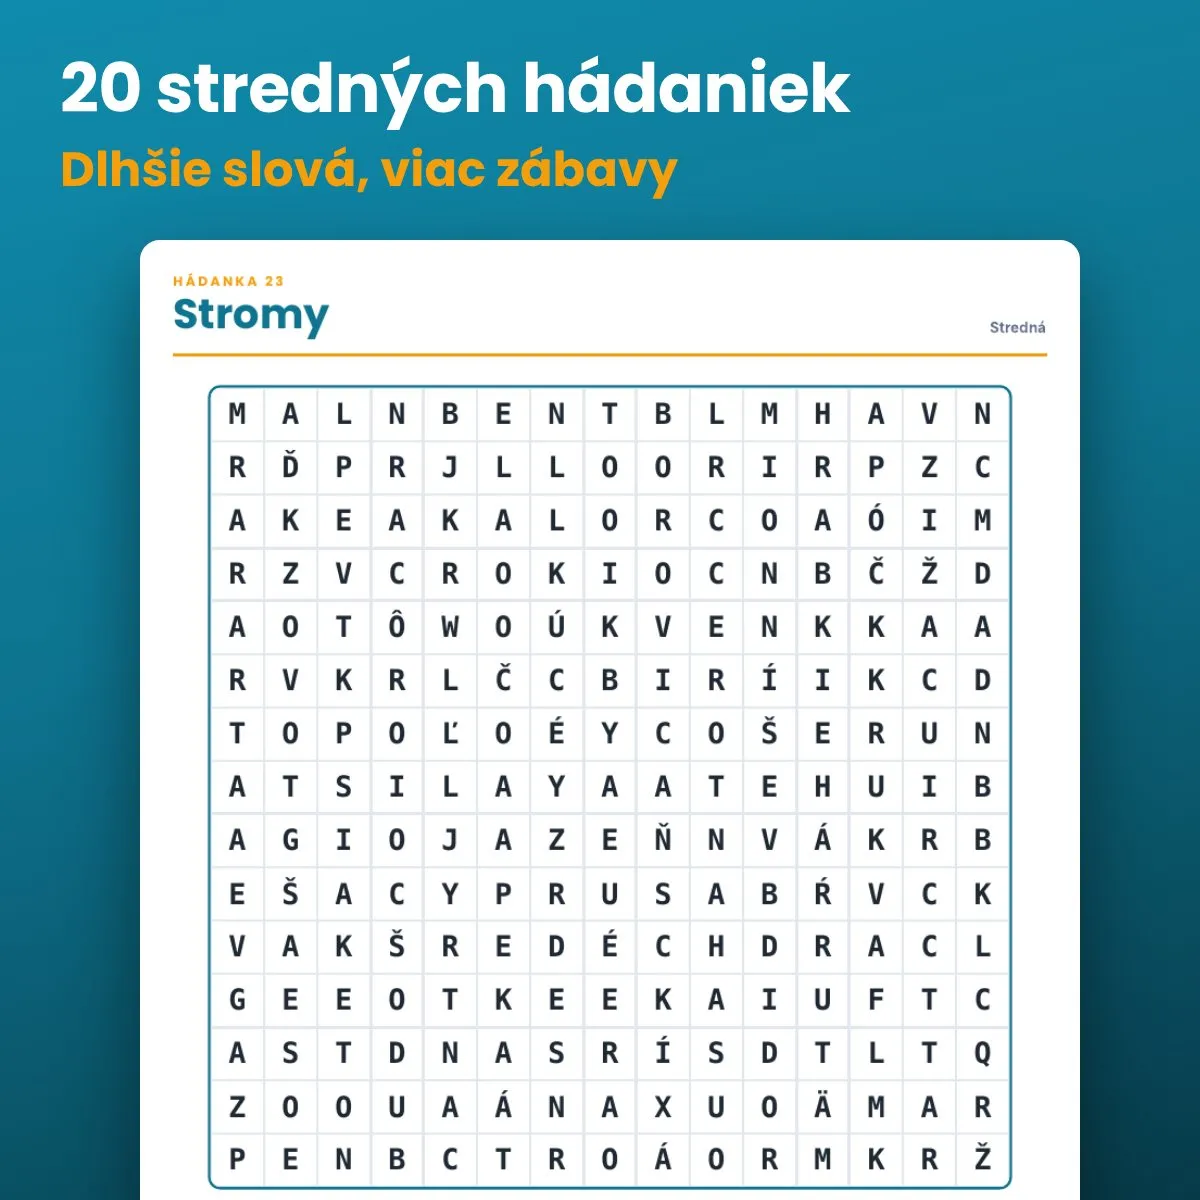 20 stredných hádaniek
Dlhšie slová, viac zábavy
HÁDANKA 23
Stromy
Stredná
M A L N B E N T B L M H A V N
R Ď P R J L L O O R I R P Z C
A K E A K A L O R C O A Ó I M
R Z V C R O K I O C N B Č Ž D
A O T Ô W O Ú K V E N K K A A
R V K R L Č C B I R Í I K C D
T O P O Ľ O É Y C O Š E R U N
A T S I L A Y A A T E H U I B
A G I O J A Z E Ň N V Á K R B
E Š A C Y P R U S A B Ŕ V C K
V A K Š R E D É C H D R A C L
G E E O T K E E K A I U F T C
A S T D N A S R Í S D T L T Q
Z O O U A Á N A X U O Ä M A R
P E N B C T R O Á O R M K R Ž